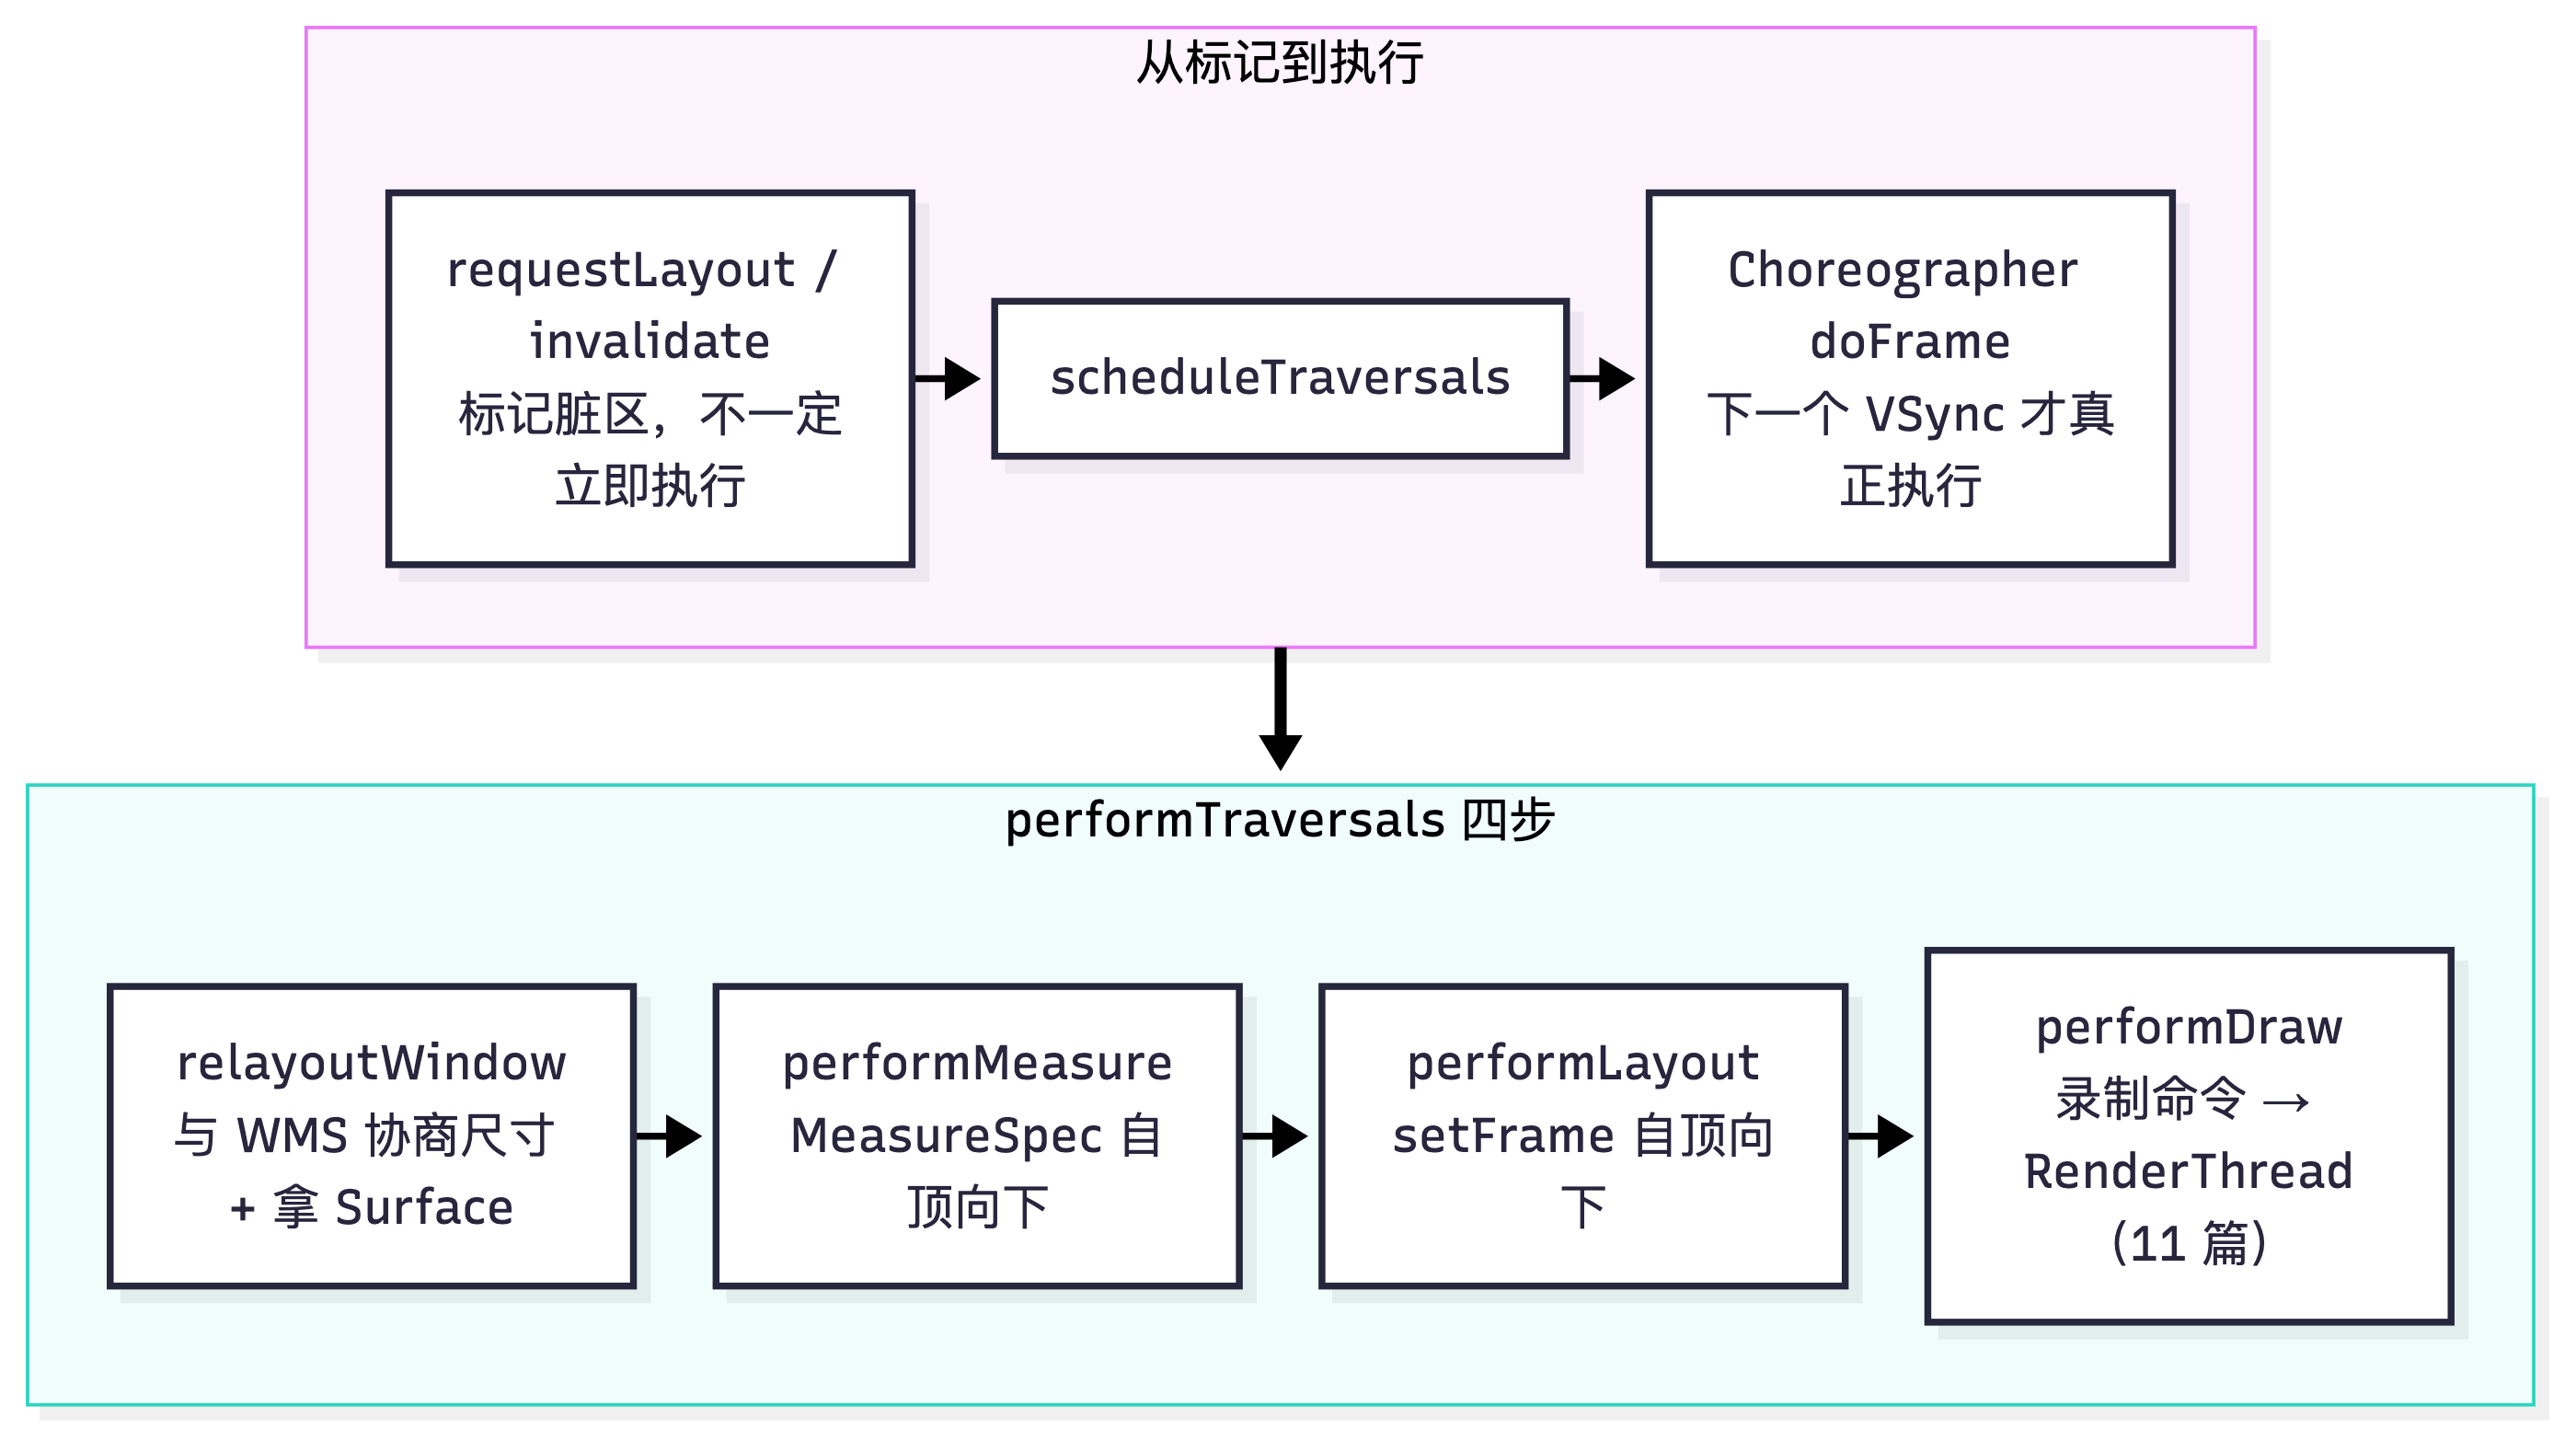 从标记到执行
requestLayout /
invalidate
标记脏区，不一定
立即执行
scheduleTraversals
Choreographer
doFrame
下一个 VSync 才真
正执行
performTraversals 四步
relayoutWindow
与 WMS 协商尺寸
+ 拿 Surface
performMeasure
MeasureSpec 自
顶向下
performLayout
setFrame 自顶向
下
performDraw
录制命令 →
RenderThread
(11 篇)